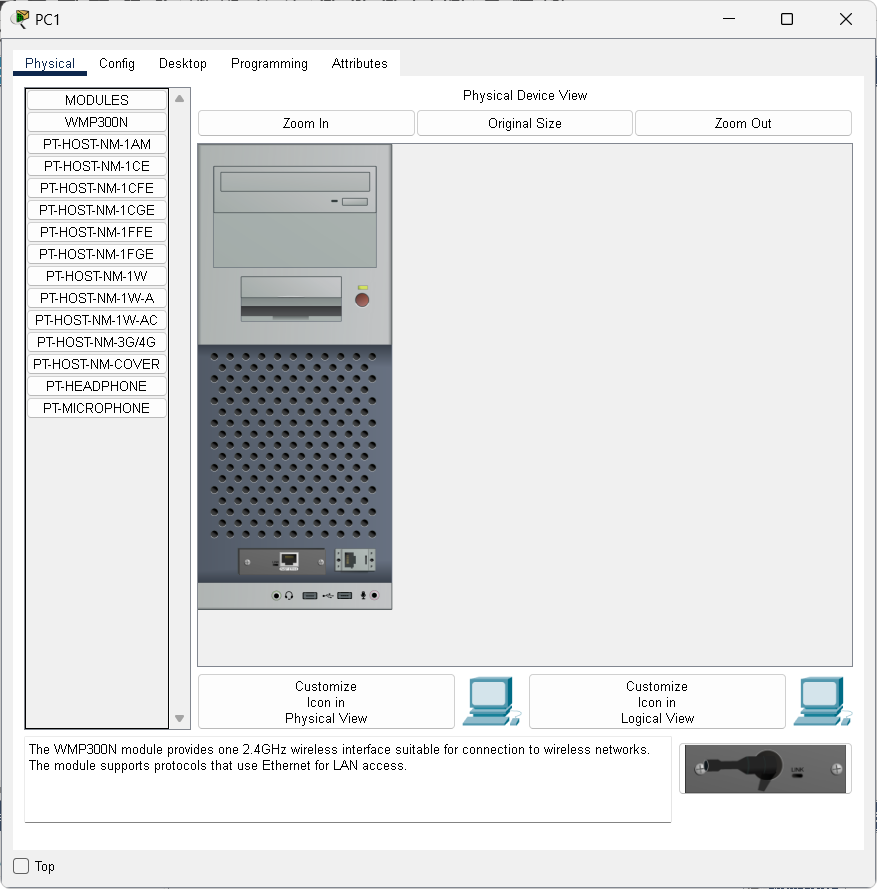 PC1
Physical
Config
Desktop
Programming
Attributes
MODULES
WMP300N
PT-HOST-NM-1AM
PT-HOST-NM-1CE
PT-HOST-NM-1CFE
PT-HOST-NM-1CGE
PT-HOST-NM-1FFE
PT-HOST-NM-1FGE
PT-HOST-NM-1W
PT-HOST-NM-1W-A
PT-HOST-NM-1W-AC
PT-HOST-NM-3G/4G
PT-HOST-NM-COVER
PT-HEADPHONE
PT-MICROPHONE
Physical Device View
Zoom In
Original Size
Zoom Out
Customize
Icon in
Physical View
Customize
Icon in
Logical View
The WMP300N module provides one 2.4GHz wireless interface suitable for connection to wireless networks.
The module supports protocols that use Ethernet for LAN access.
LINK
Top